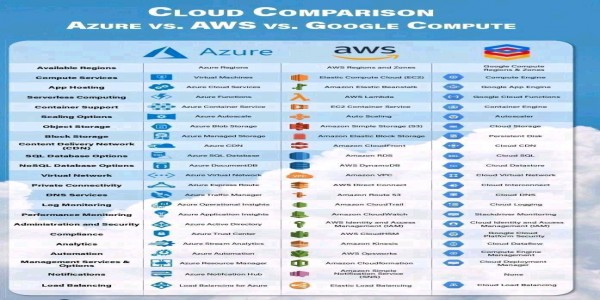 CLOUD COMPARISON
AZURE VS. AWS VS. GOOGLE COMPUTE
Azure
aws
Available Regions Azure Regions AWS Regions and Zones Google Compute Regions & Zones
Compute Services Virtual Machines Elastic Compute Cloud (EC2) Compute Engine
App Hosting Azure Cloud Services Amazon Elastic Beanstalk Google App Engine
Serverless Computing Azure Functions AWS Lambda Google Cloud Functions
Container Support Azure Container Service EC2 Container Service Container Engine
Scaling Options Azure Autoscale Auto Scaling Autoscaler
Object Storage Azure Blob Storage Amazon Simple Storage (S3) Cloud Storage
Block Storage Azure Managed Storage Amazon Elastic Block Storage Persistent Disk
Content Delivery Network (CDN) Azure CDN Amazon CloudFront Cloud CDN
SQL Database Options Azure SQL Database Amazon RDS Cloud SQL
NoSQL Database Options Azure DocumentDB AWS DynamoDB Cloud Datastore
Virtual Network Azure Virtual Network Amazon VPC Cloud Virtual Network
Private Connectivity Azure Express Route AWS Direct Connect Cloud Interconnect
DNS Services Azure Traffic Manager Amazon Route 53 Cloud DNS
Log Monitoring Azure Operational Insights Amazon CloudTrail Cloud Logging
Performance Monitoring Azure Application Insights Amazon CloudWatch Stackdriver Monitoring
Administration and Security Azure Active Directory AWS Identity and Access Management (IAM) Cloud Identity and Access Management (IAM)
Compliance Azure Trust Center AWS CloudHSM Google Cloud Platform Security
Analytics Azure Stream Analytics Amazon Kinesis Cloud Dataflow
Automation Azure Automation AWS Opsworks Compute Engine Management
Management Services & Options Azure Resource Manager Amazon Cloudformation Cloud Deployment Manager
Notifications Azure Notification Hub Amazon Simple Notification Service (SNS) None
Load Balancing Load Balancing for Azure Elastic Load Balancing Cloud Load Balancing